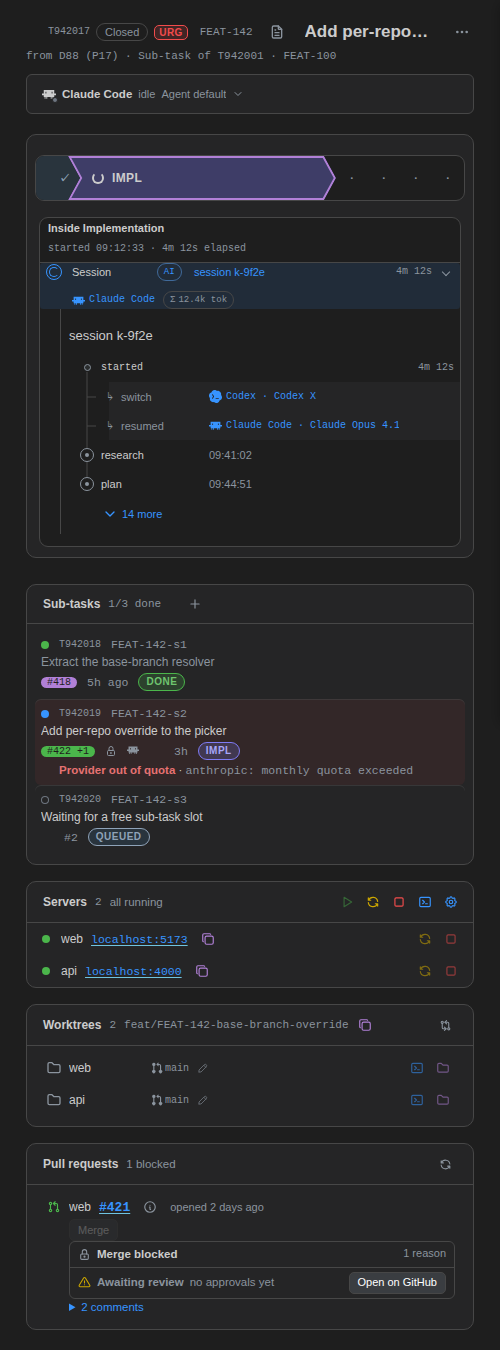 T942017 Closed URG FEAT-142 Add per-repo… ···
from D88 (P17) · Sub-task of T942001 · FEAT-100
Claude Code idle Agent default
✓ IMPL · · · ·
Inside Implementation
started 09:12:33 · 4m 12s elapsed
Session AI session k-9f2e 4m 12s
Claude Code Σ 12.4k tok
session k-9f2e
started 4m 12s
↳ switch Codex · Codex X
↳ resumed Claude Code · Claude Opus 4.1
research 09:41:02
plan 09:44:51
14 more
Sub-tasks 1/3 done +
T942018 FEAT-142-s1
Extract the base-branch resolver
#418 5h ago DONE
T942019 FEAT-142-s2
Add per-repo override to the picker
#422 +1 3h IMPL
Provider out of quota · anthropic: monthly quota exceeded
T942020 FEAT-142-s3
Waiting for a free sub-task slot
#2 QUEUED
Servers 2 all running
web localhost:5173
api localhost:4000
Worktrees 2 feat/FEAT-142-base-branch-override
web main
api main
Pull requests 1 blocked
web #421 opened 2 days ago
Merge
Merge blocked 1 reason
Awaiting review no approvals yet Open on GitHub
2 comments